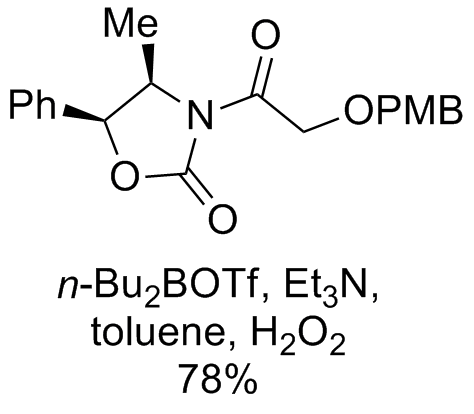 Me
O
Ph
N
OPMB
O
O
n-Bu₂BOTf, Et₃N,
toluene, H₂O₂
78%